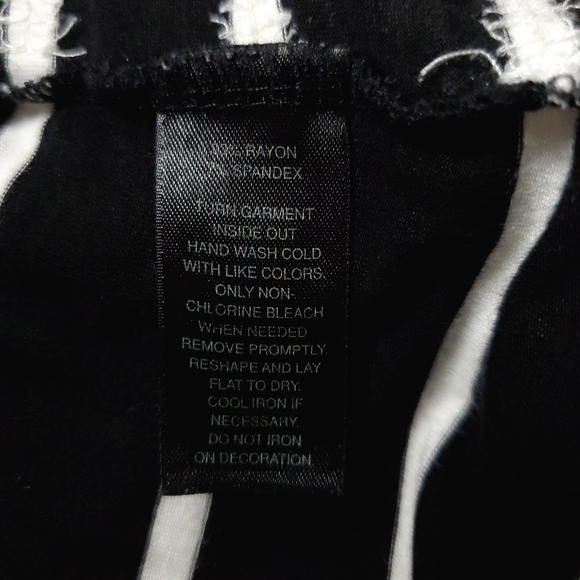 RAYON
SPANDEX
TURN GARMENT
INSIDE OUT
HAND WASH COLD
WITH LIKE COLORS.
ONLY NON-
CHLORINE BLEACH
WHEN NEEDED
REMOVE PROMPTLY
RESHAPE AND LAY
FLAT TO DRY.
COOL IRON IF
NECESSARY.
DO NOT IRON
ON DECORATION.